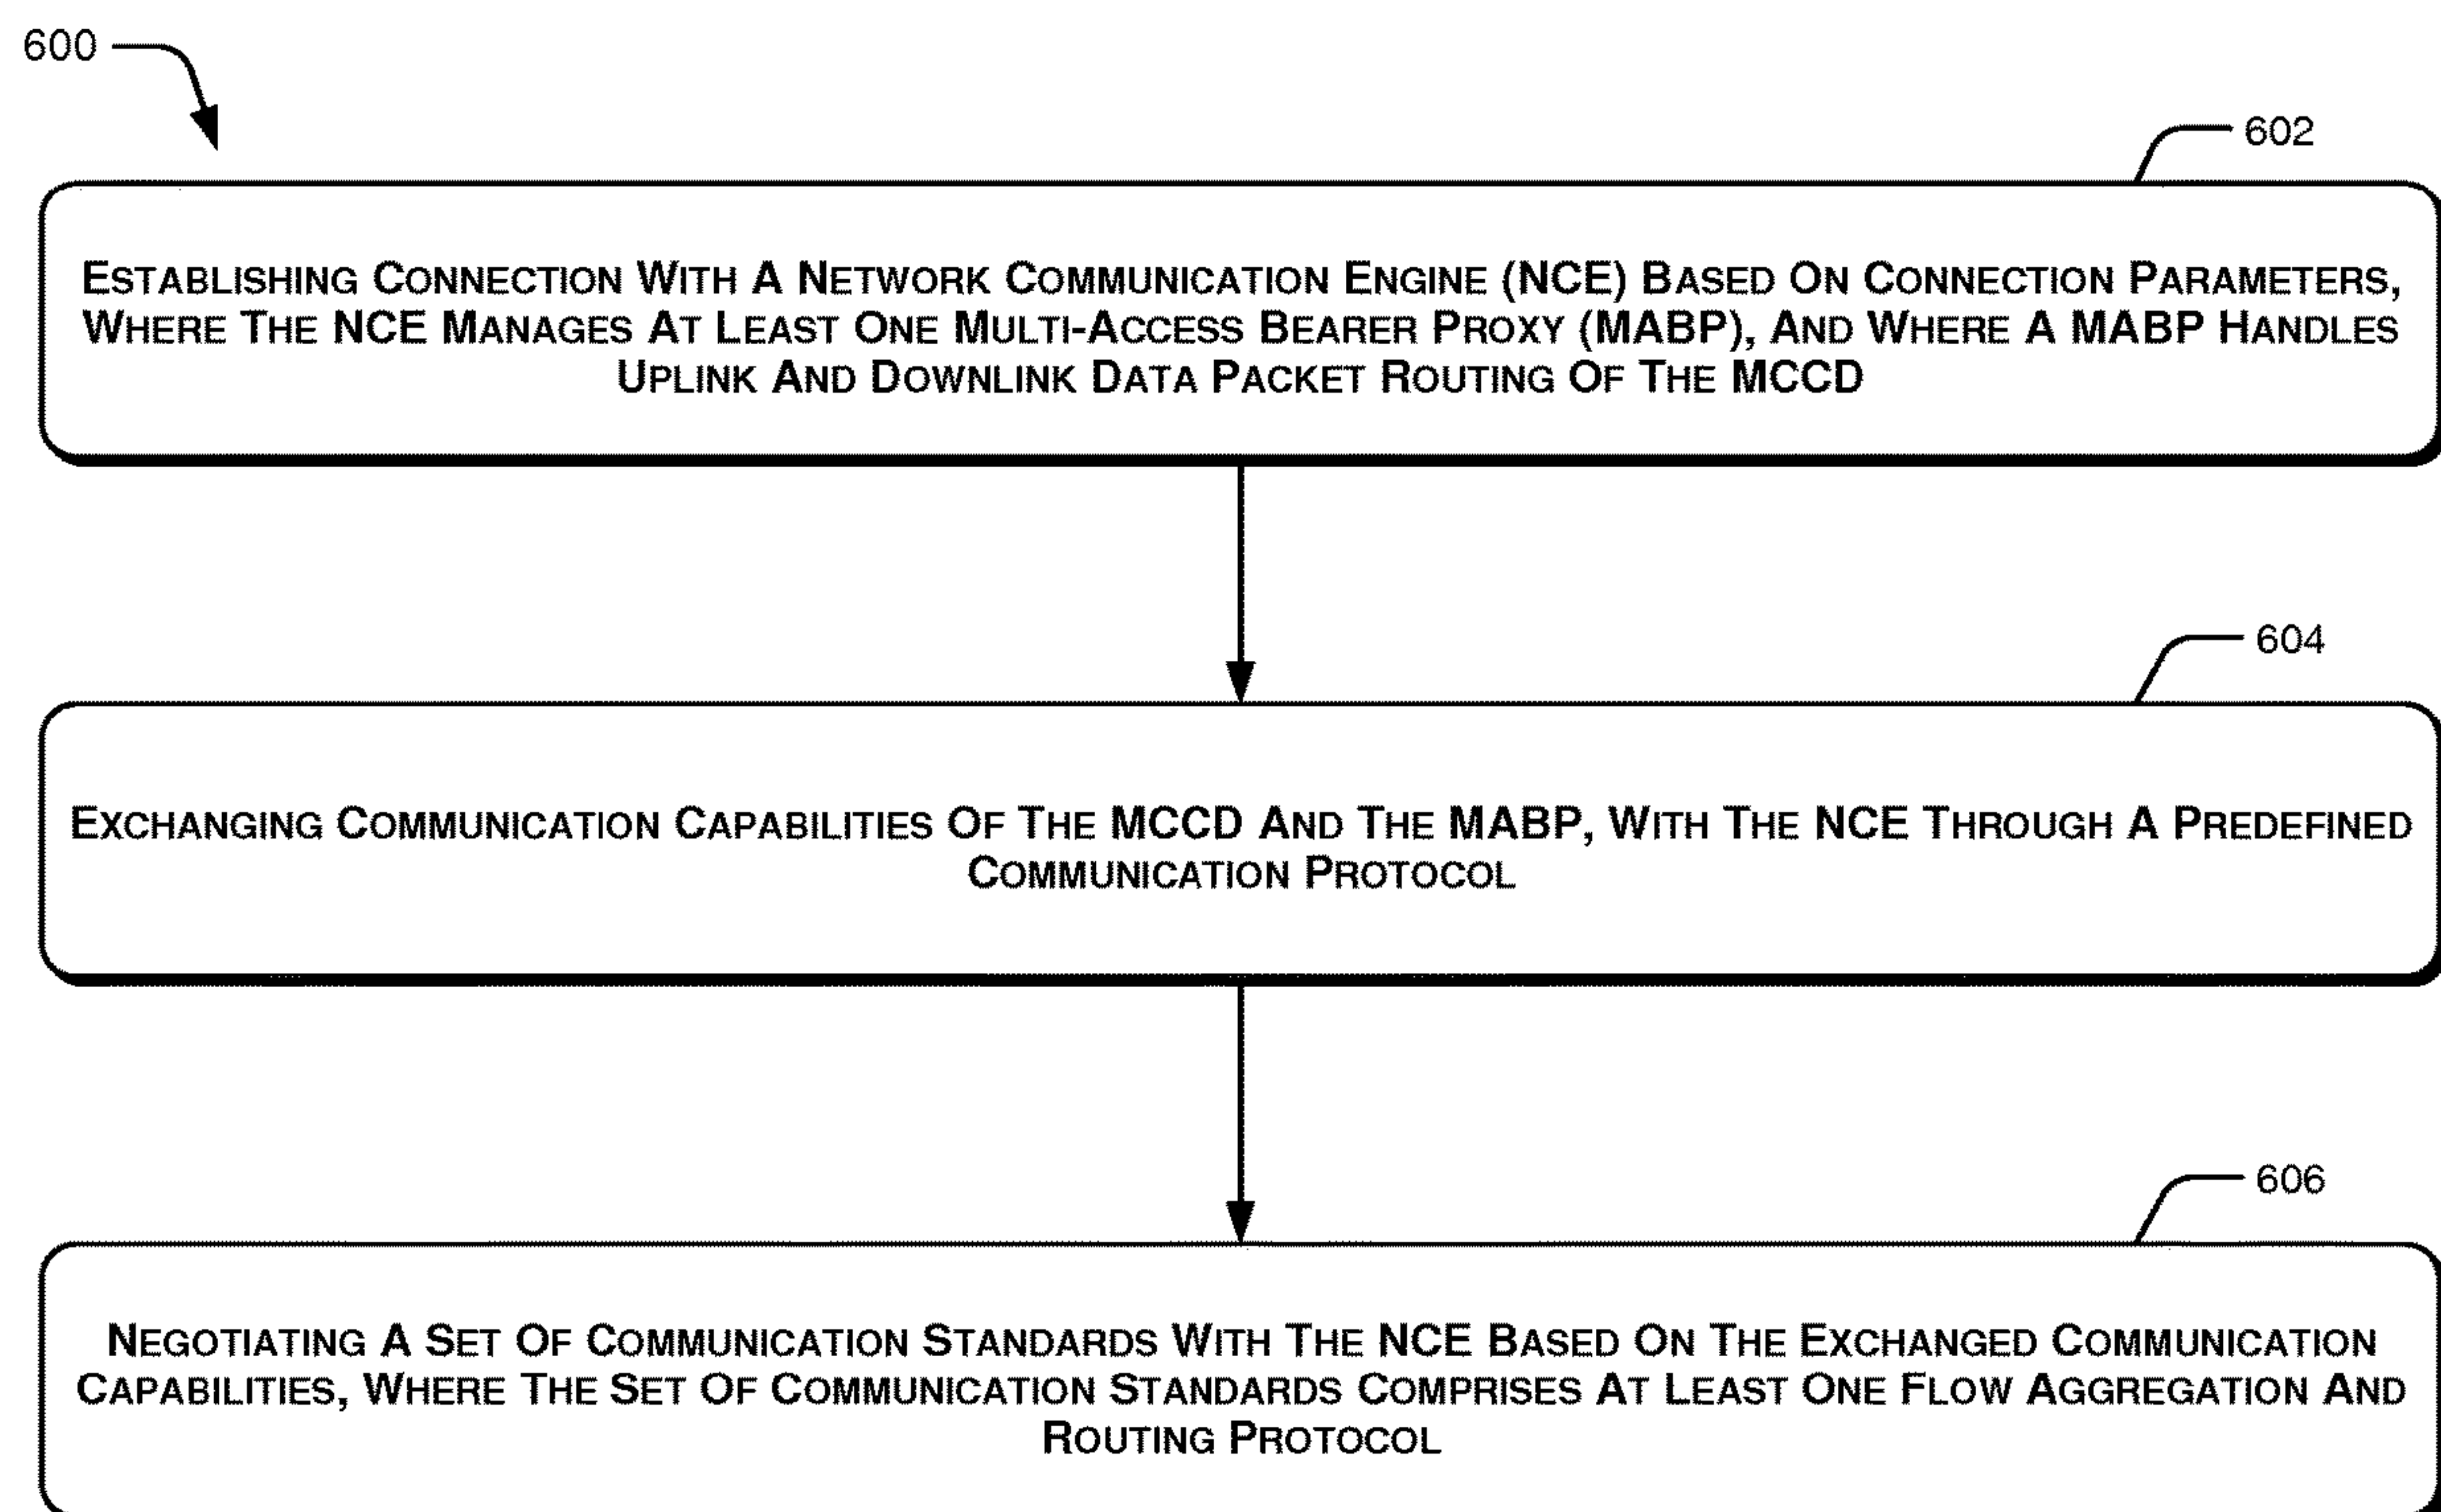 600
602
ESTABLISHING CONNECTION WITH A NETWORK COMMUNICATION ENGINE (NCE) BASED ON CONNECTION PARAMETERS,
WHERE THE NCE MANAGES AT LEAST ONE MULTI-ACCESS BEARER PROXY (MABP), AND WHERE A MABP HANDLES
UPLINK AND DOWNLINK DATA PACKET ROUTING OF THE MCCD
604
EXCHANGING COMMUNICATION CAPABILITIES OF THE MCCD AND THE MABP, WITH THE NCE THROUGH A PREDEFINED
COMMUNICATION PROTOCOL
606
NEGOTIATING A SET OF COMMUNICATION STANDARDS WITH THE NCE BASED ON THE EXCHANGED COMMUNICATION
CAPABILITIES, WHERE THE SET OF COMMUNICATION STANDARDS COMPRISES AT LEAST ONE FLOW AGGREGATION AND
ROUTING PROTOCOL